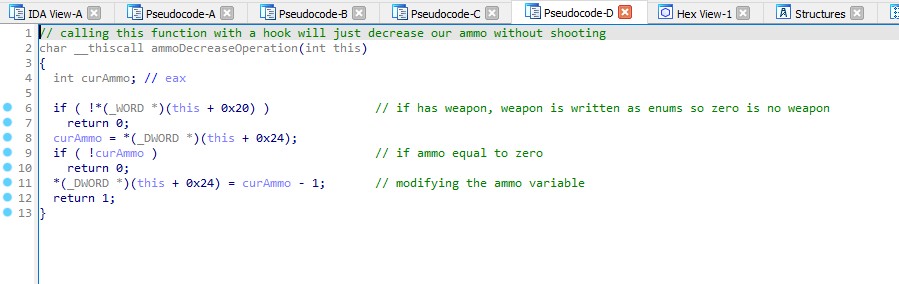 IDA View-A Pseudocode-A Pseudocode-B Pseudocode-C Pseudocode-D Hex View-1 Structures
1 // calling this function with a hook will just decrease our ammo without shooting
2 char __thiscall ammoDecreaseOperation(int this)
3 {
4   int curAmmo; // eax
5
6   if ( !*(_WORD *)(this + 0x20) )               // if has weapon, weapon is written as enums so zero is no weapon
7     return 0;
8   curAmmo = *(_DWORD *)(this + 0x24);
9   if ( !curAmmo )                               // if ammo equal to zero
10     return 0;
11   *(_DWORD *)(this + 0x24) = curAmmo - 1;       // modifying the ammo variable
12   return 1;
13 }